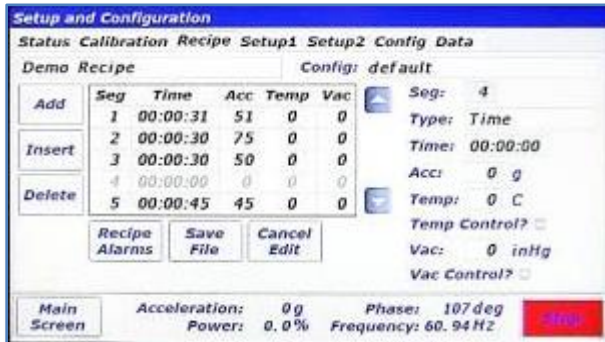 Setup and Configuration
Status Calibration Recipe Setup1 Setup2 Config Data
Demo Recipe Config: default
Add
Insert
Delete
Seg Time Acc Temp Vac
1 00:00:31 51 0 0
2 00:00:30 75 0 0
3 00:00:30 50 0 0
4 00:00:00 0 0 0
5 00:00:45 45 0 0
Recipe Alarms
Save File
Cancel Edit
Seg: 4
Type: Time
Time: 00:00:00
Acc: 0 g
Temp: 0 C
Temp Control?
Vac: 0 inHg
Vac Control?
Main Screen
Acceleration: 0 g Phase: 107 deg
Power: 0.0% Frequency: 60.94 HZ
Stop